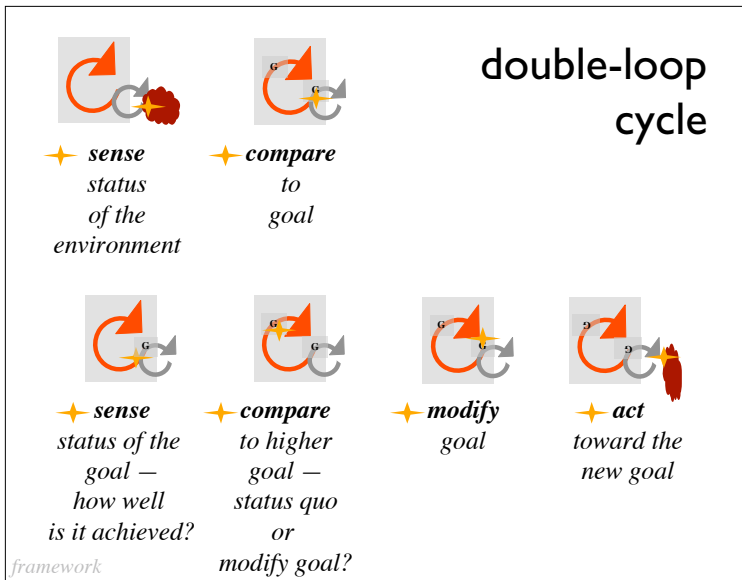 double-loop
cycle
G
G
sense
status
of the
environment
compare
to
goal
G
G
G
G
G
G
G
sense
status of the
goal —
how well
is it achieved?
compare
to higher
goal —
status quo
or
modify goal?
modify
goal
act
toward the
new goal
framework